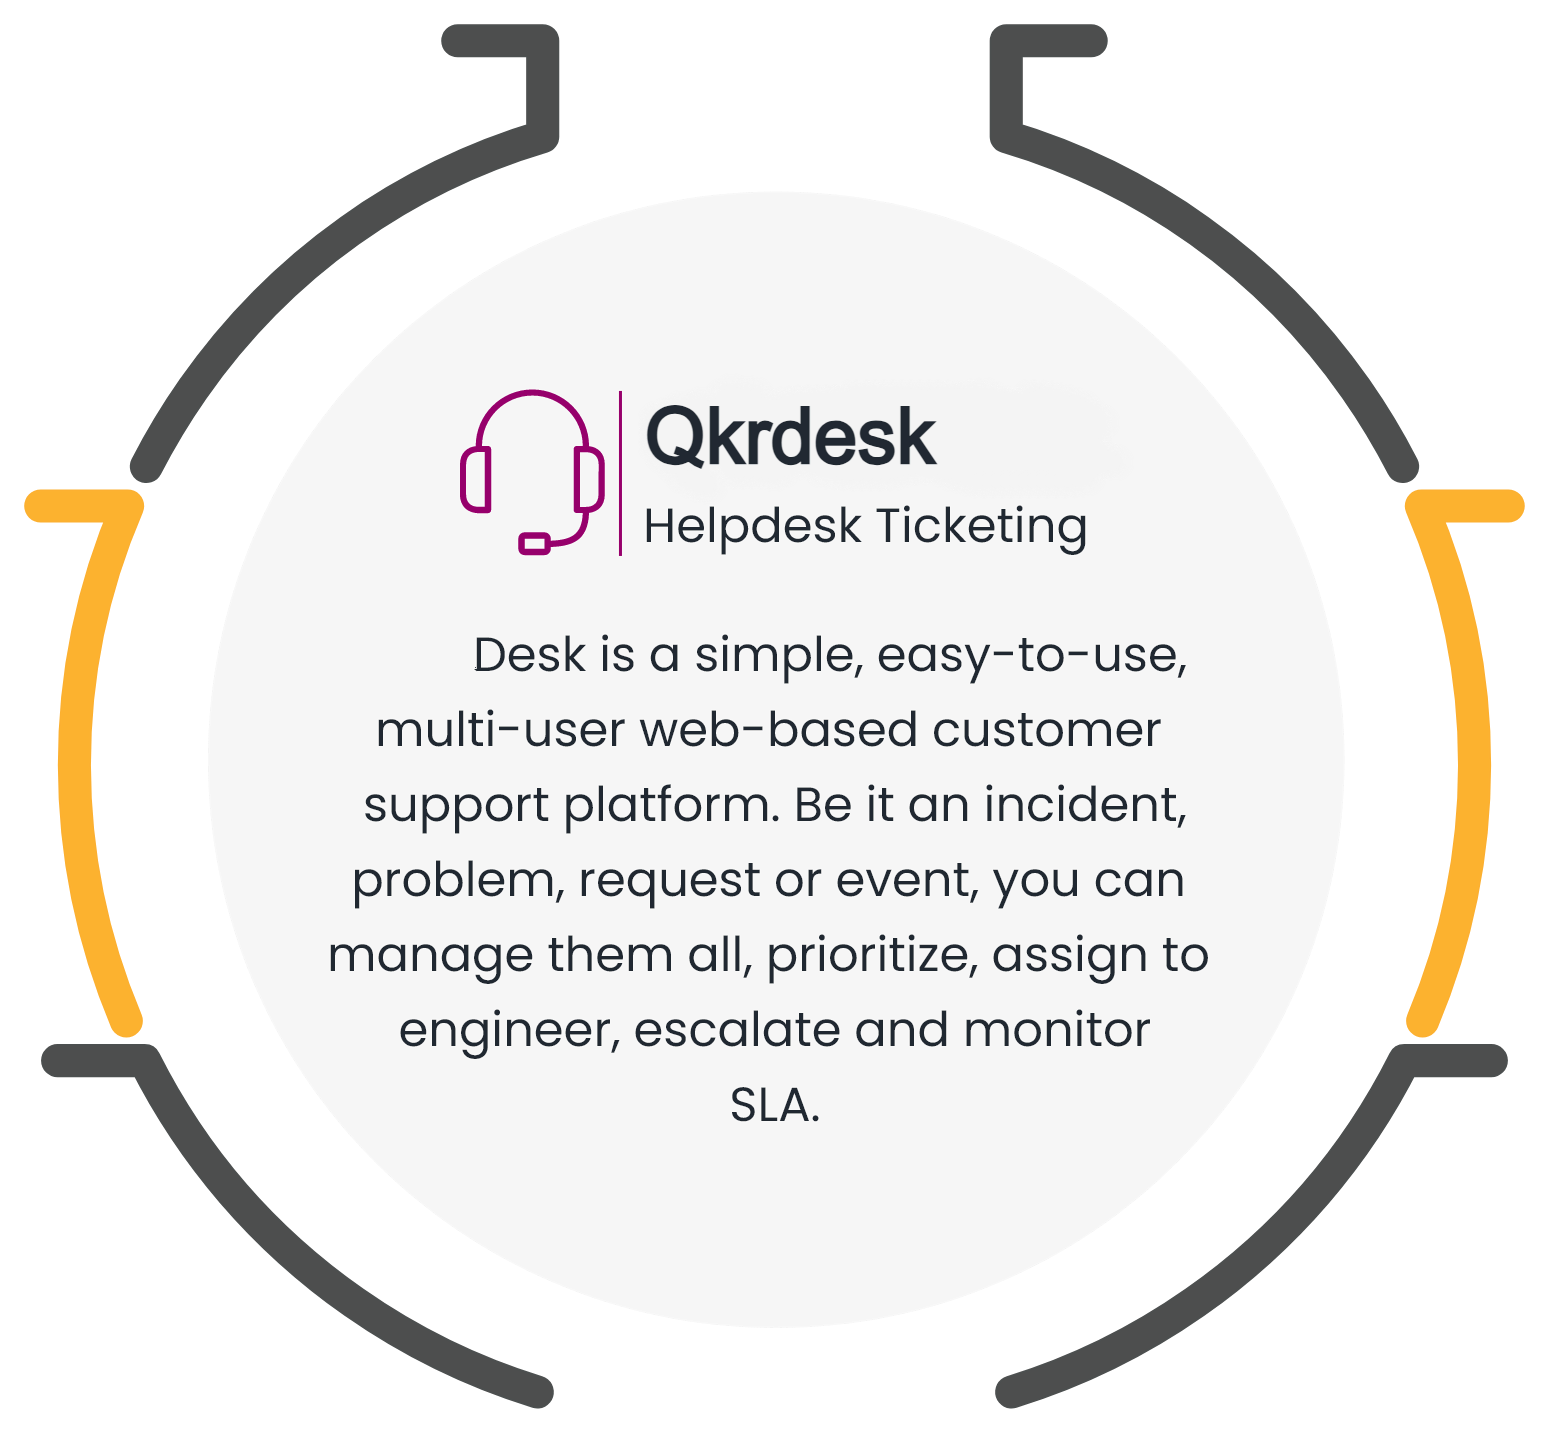 Qkrdesk
Helpdesk Ticketing
Desk is a simple, easy-to-use,
multi-user web-based customer
support platform. Be it an incident,
problem, request or event, you can
manage them all, prioritize, assign to
engineer, escalate and monitor
SLA.